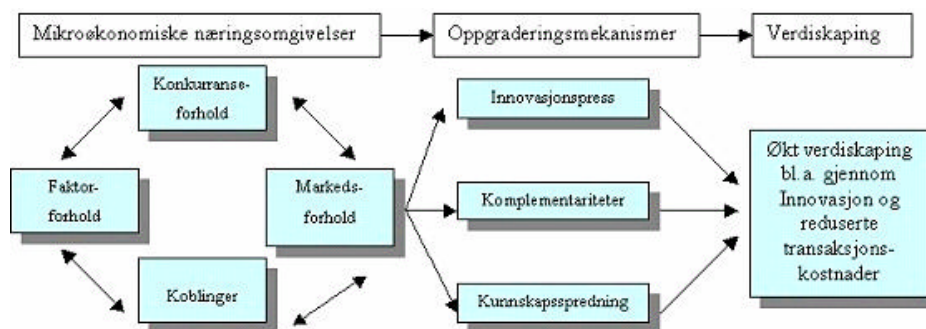 Mikroøkonomiske næringsomgivelser
Oppgraderingsmekanismer
Verdiskaping
Konkurranse-
forhold
Faktor-
forhold
Markeds-
forhold
Koblinger
Innovasjonspress
Komplementariteter
Kunnskapsspredning
Økt verdiskaping
bl.a. gjennom
Innovasjon og
reduserte
transaksjons-
kostnader